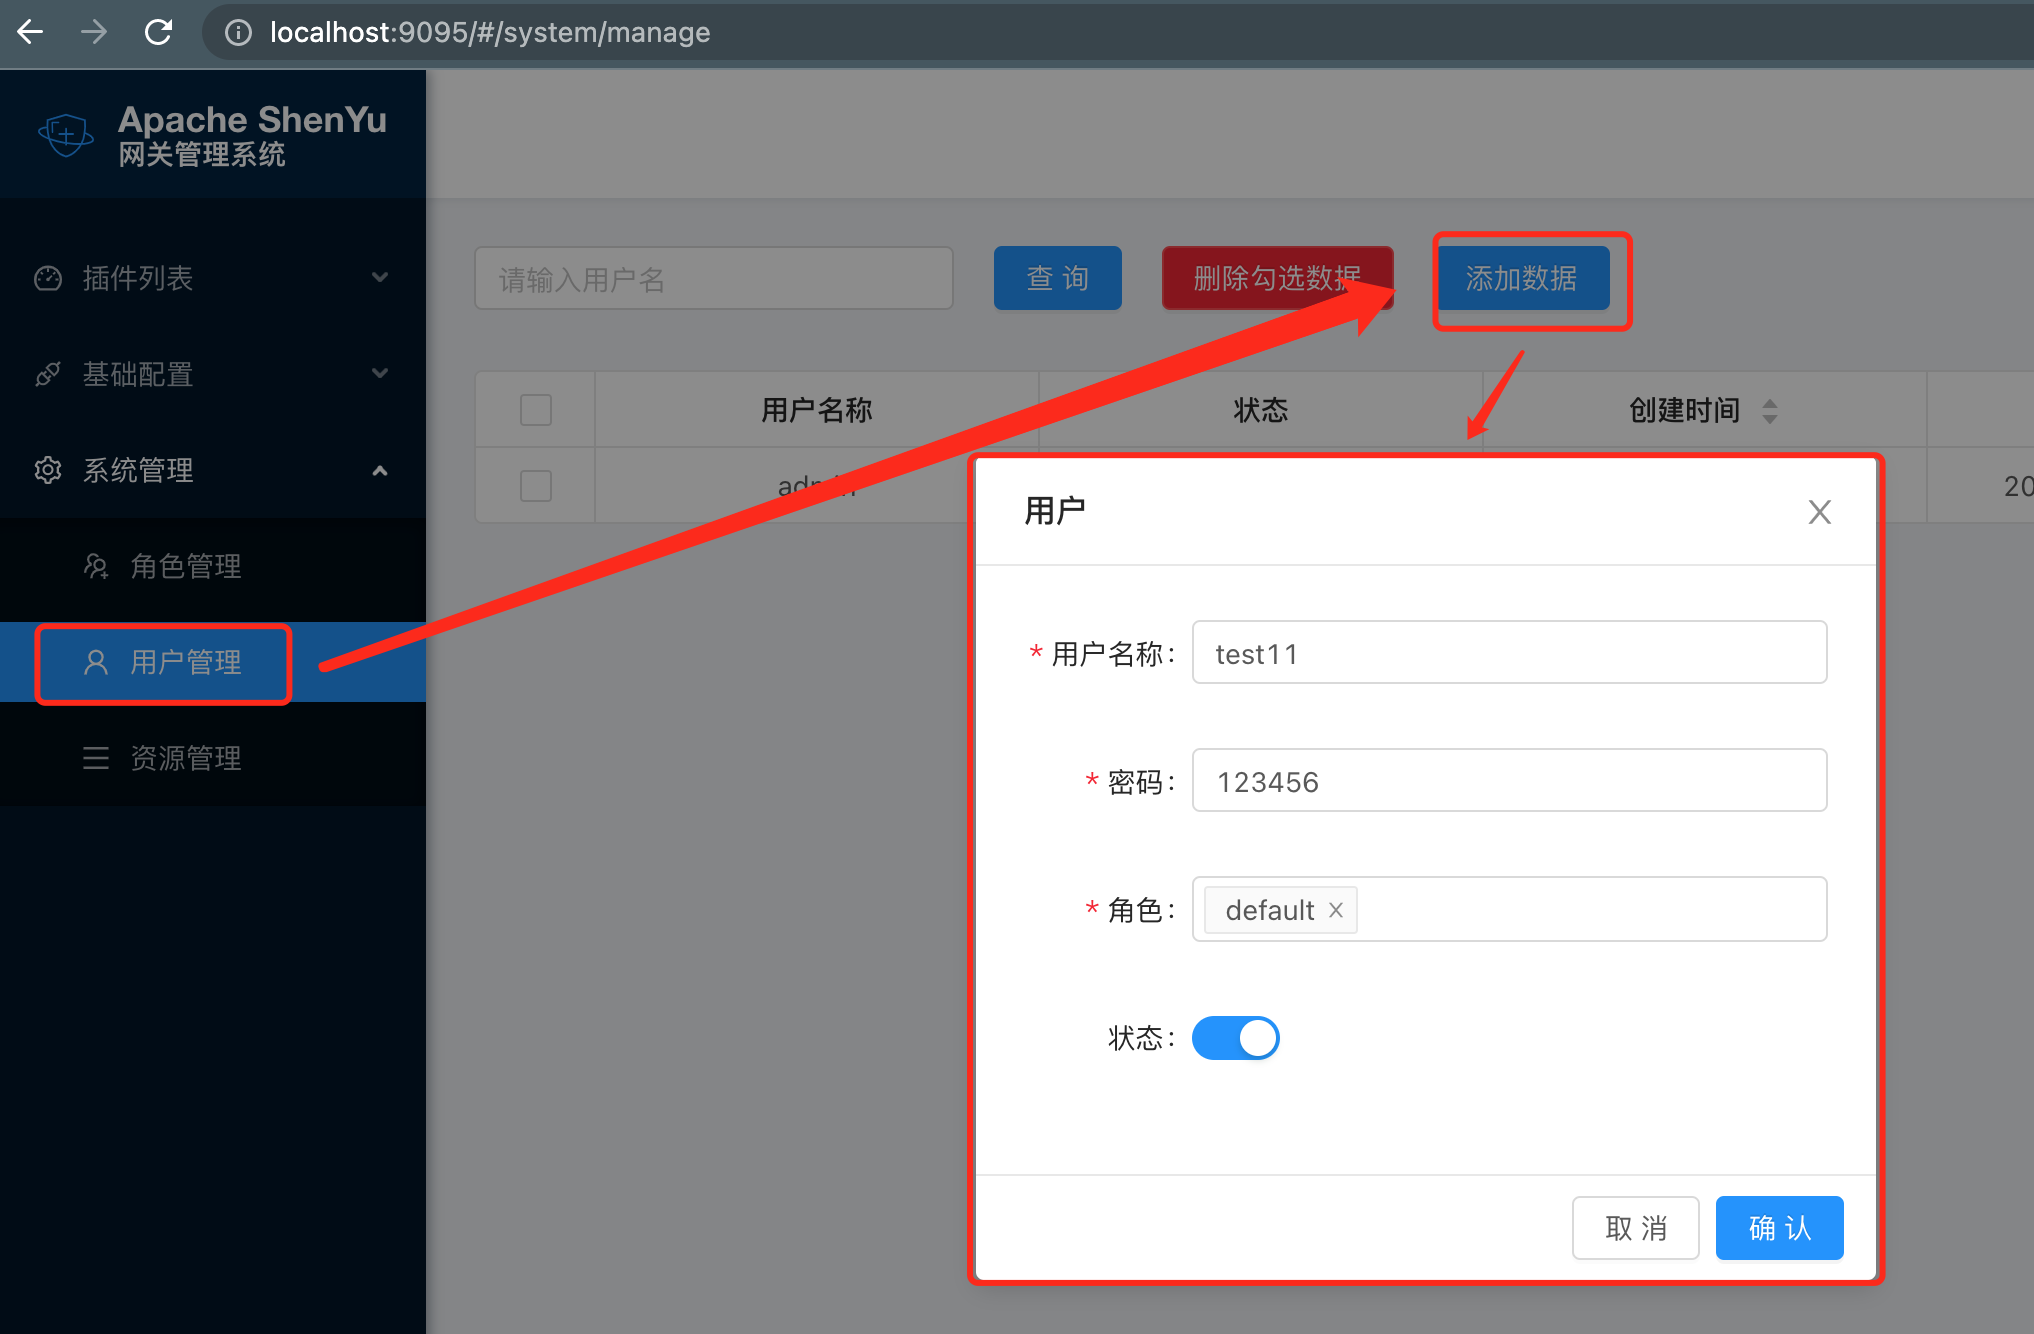 localhost:9095/#/system/manage
Apache ShenYu
网关管理系统
插件列表
基础配置
系统管理
角色管理
用户管理
资源管理
请输入用户名
查 询
删除勾选数据
添加数据
用户名称
状态
创建时间
20
用户
* 用户名称:
test11
* 密码:
123456
* 角色:
default
状态:
取 消
确 认